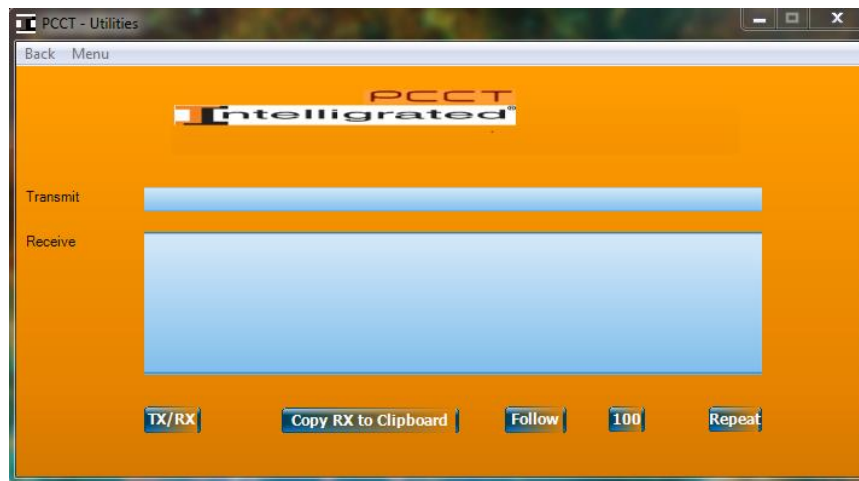 PCCT - Utilities
Back Menu
PCCT
Intelligrated®
Transmit
Receive
TX/RX Copy RX to Clipboard Follow 100 Repeat